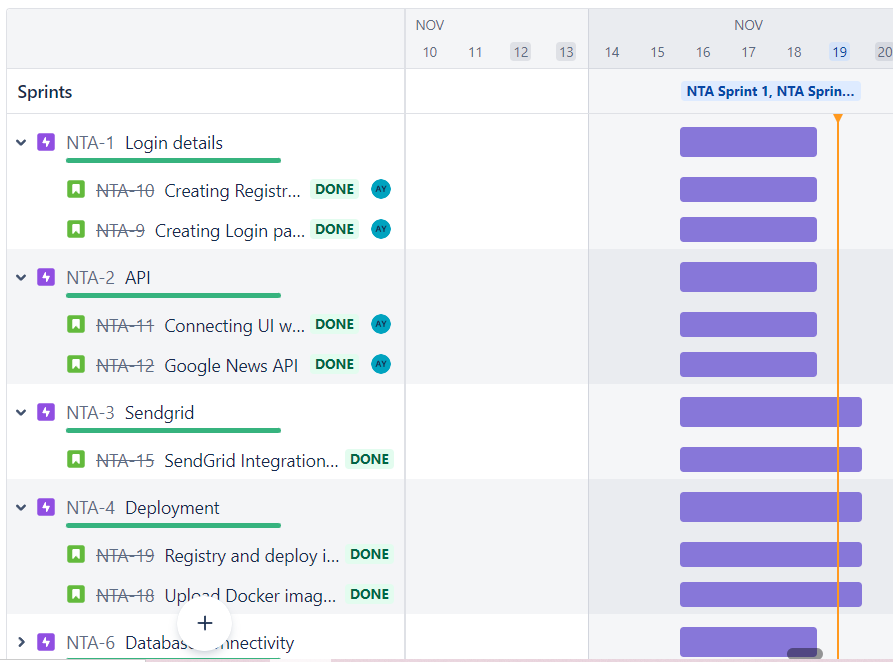 NOV NOV
10 11 12 13 14 15 16 17 18 19 20
Sprints NTA Sprint 1, NTA Sprin...
NTA-1 Login details
NTA-10 Creating Registr... DONE AY
NTA-9 Creating Login pa... DONE AY
NTA-2 API
NTA-11 Connecting UI w... DONE AY
NTA-12 Google News API DONE AY
NTA-3 Sendgrid
NTA-15 SendGrid Integration... DONE
NTA-4 Deployment
NTA-19 Registry and deploy i... DONE
NTA-18 Upload Docker imag... DONE
+
NTA-6